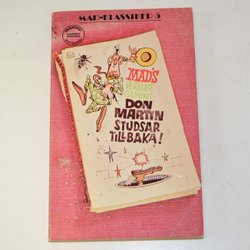 MAD-KLASSIKER 5
MAD'S
DON
MARTIN
STUDSAR
TILLBAKA!